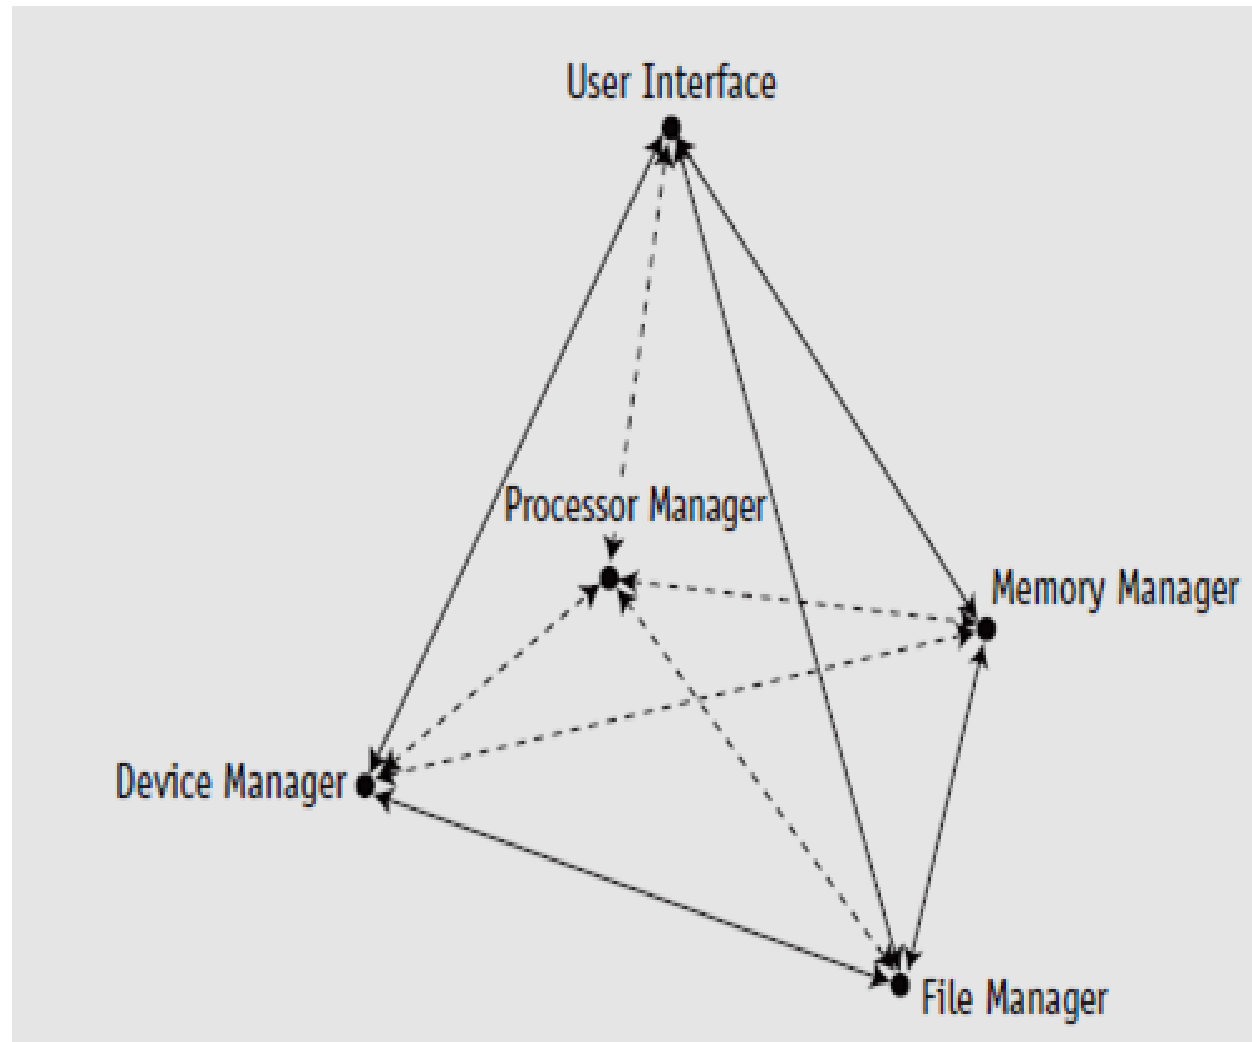 User Interface
Processor Manager
Memory Manager
Device Manager
File Manager